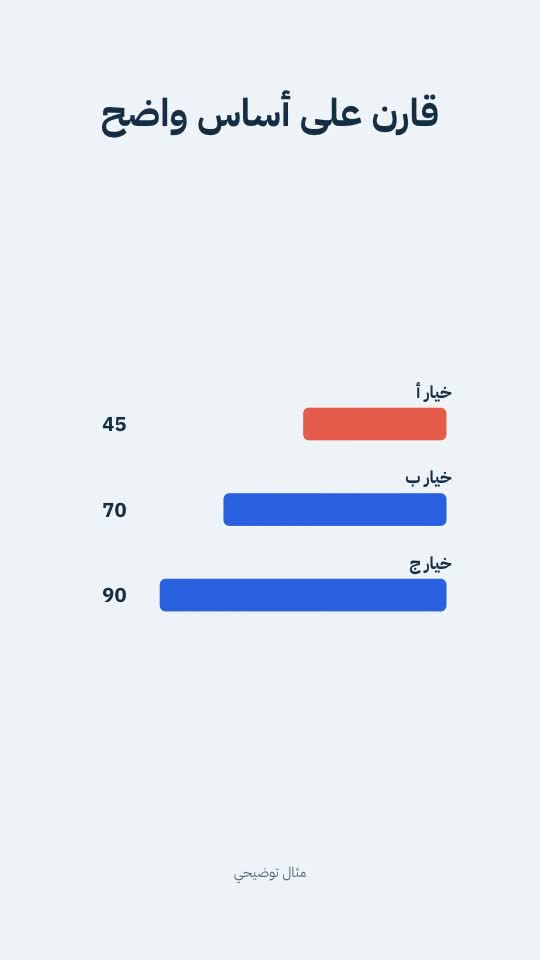 قارن على أساس واضح
خيار أ
45
خيار ب
70
خيار ج
90
مثال توضيحي